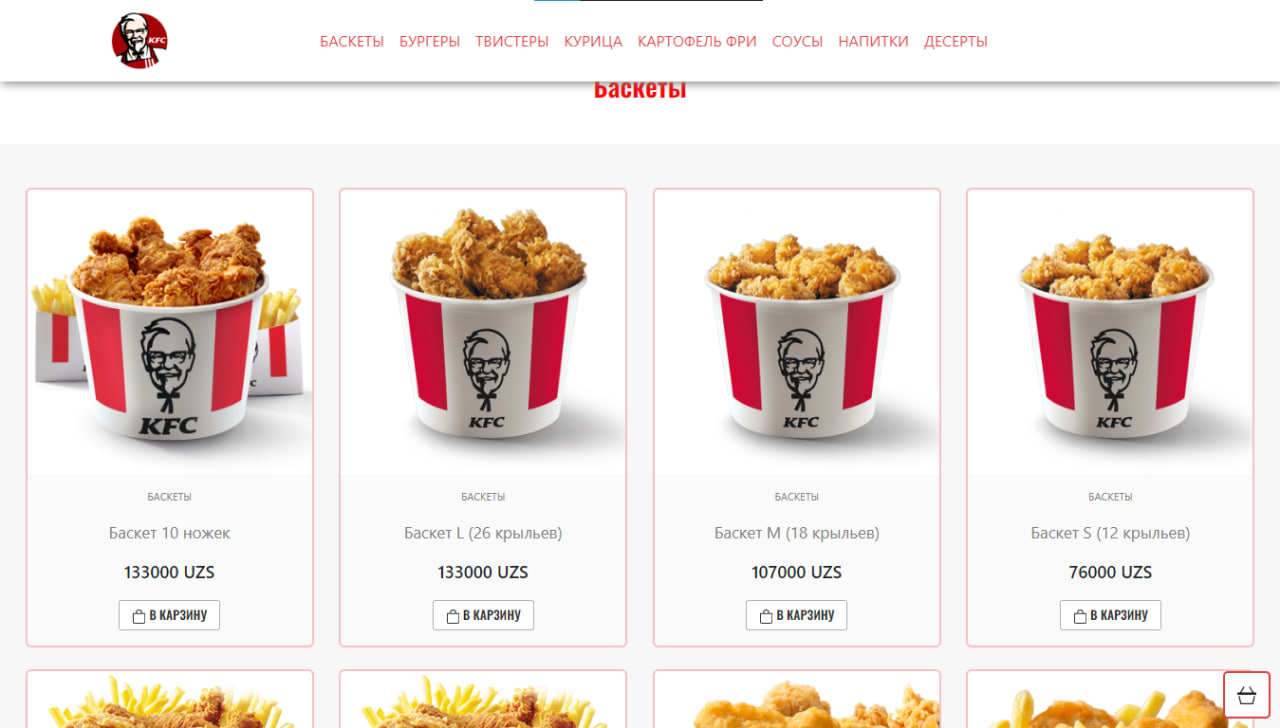 KFC
БАСКЕТЫ БУРГЕРЫ ТВИСТЕРЫ КУРИЦА КАРТОФЕЛЬ ФРИ СОУСЫ НАПИТКИ ДЕСЕРТЫ
Баскеты
KFC KFC KFC KFC
БАСКЕТЫ БАСКЕТЫ БАСКЕТЫ БАСКЕТЫ
Баскет 10 ножек Баскет L (26 крыльев) Баскет M (18 крыльев) Баскет S (12 крыльев)
133000 UZS 133000 UZS 107000 UZS 76000 UZS
В КАРЗИНУ В КАРЗИНУ В КАРЗИНУ В КАРЗИНУ